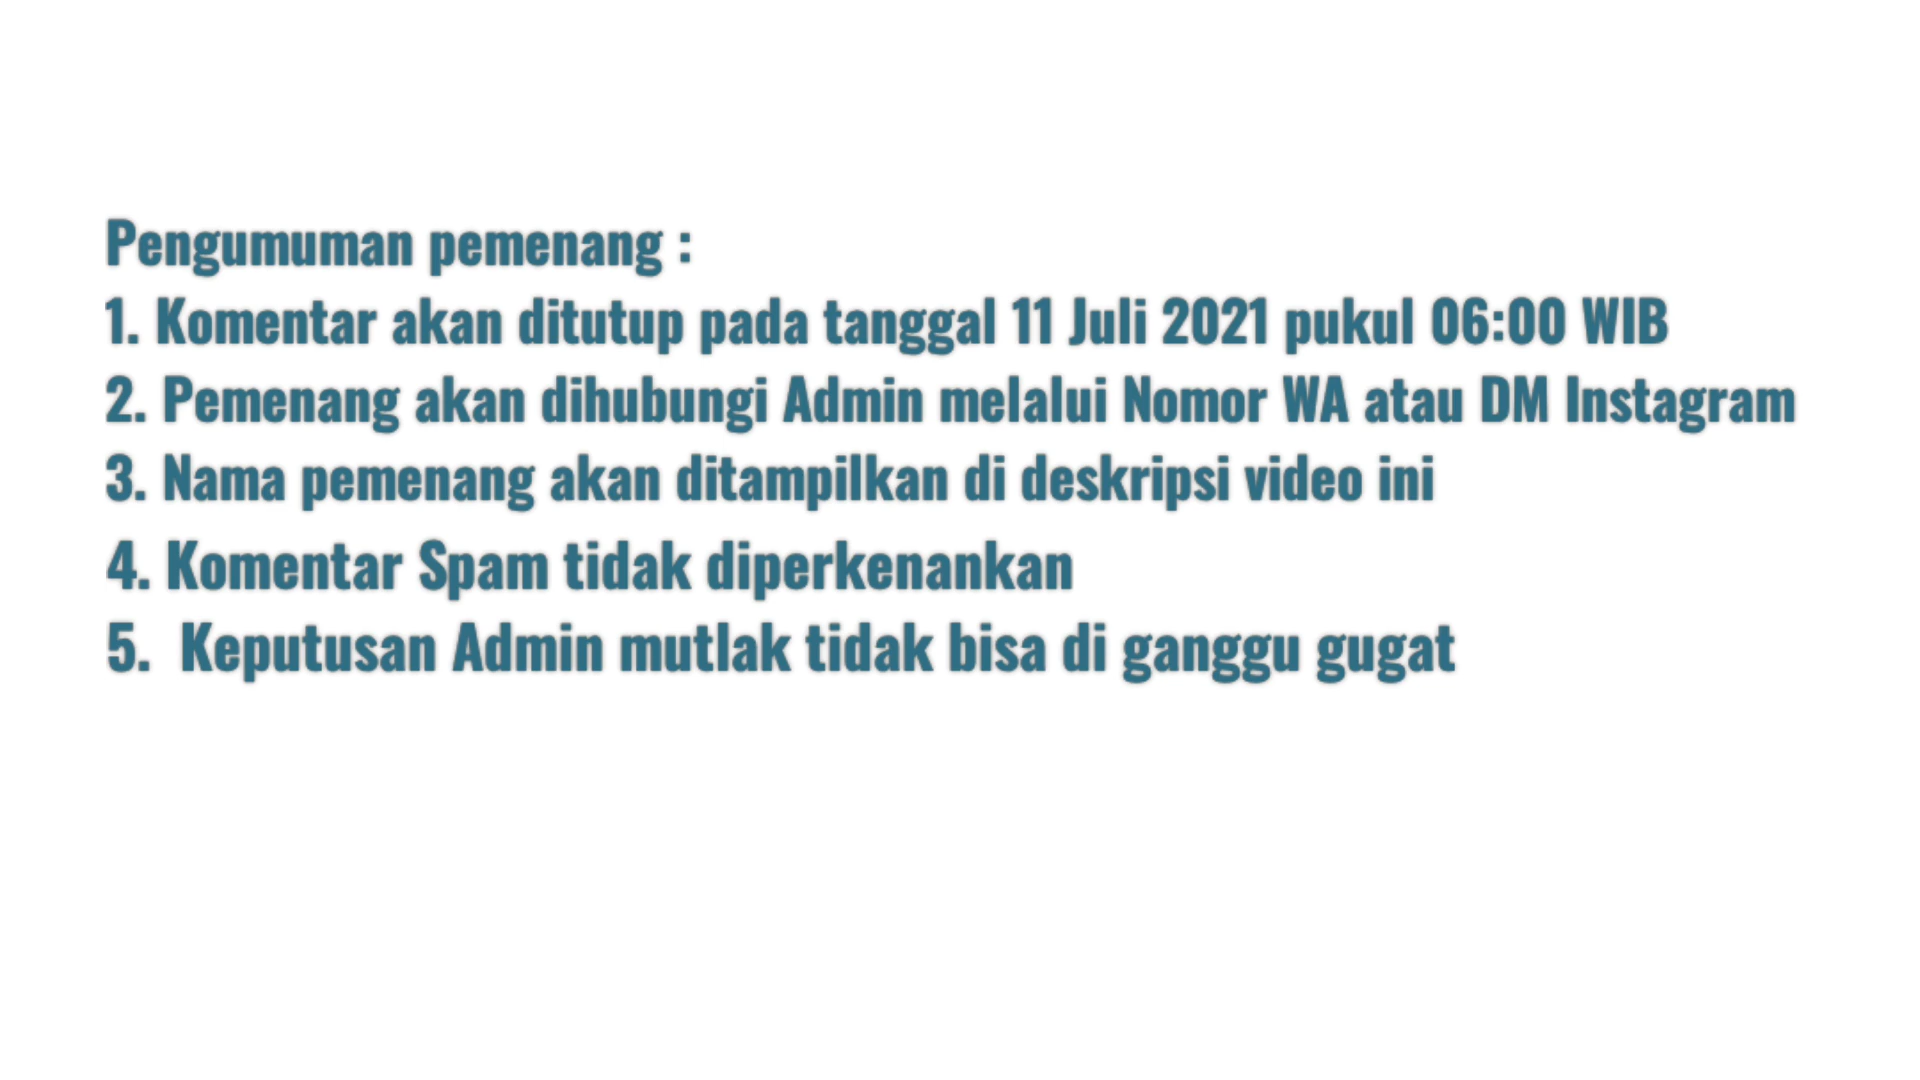 Pengumuman pemenang :
1. Komentar akan ditutup pada tanggal 11 Juli 2021 pukul 06:00 WIB
2. Pemenang akan dihubungi Admin melalui Nomor WA atau DM Instagram
3. Nama pemenang akan ditampilkan di deskripsi video ini
4. Komentar Spam tidak diperkenankan
5.  Keputusan Admin mutlak tidak bisa di ganggu gugat